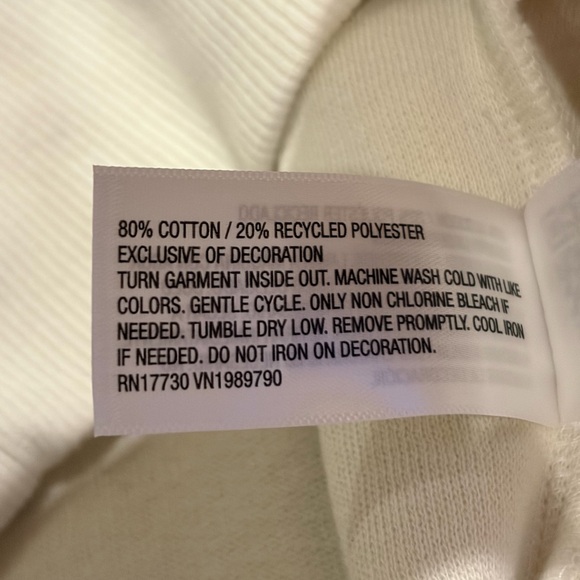 80% COTTON / 20% RECYCLED POLYESTER
EXCLUSIVE OF DECORATION
TURN GARMENT INSIDE OUT. MACHINE WASH COLD WITH LIKE
COLORS. GENTLE CYCLE. ONLY NON CHLORINE BLEACH IF
NEEDED. TUMBLE DRY LOW. REMOVE PROMPTLY. COOL IRON
IF NEEDED. DO NOT IRON ON DECORATION.
RN17730 VN1989790